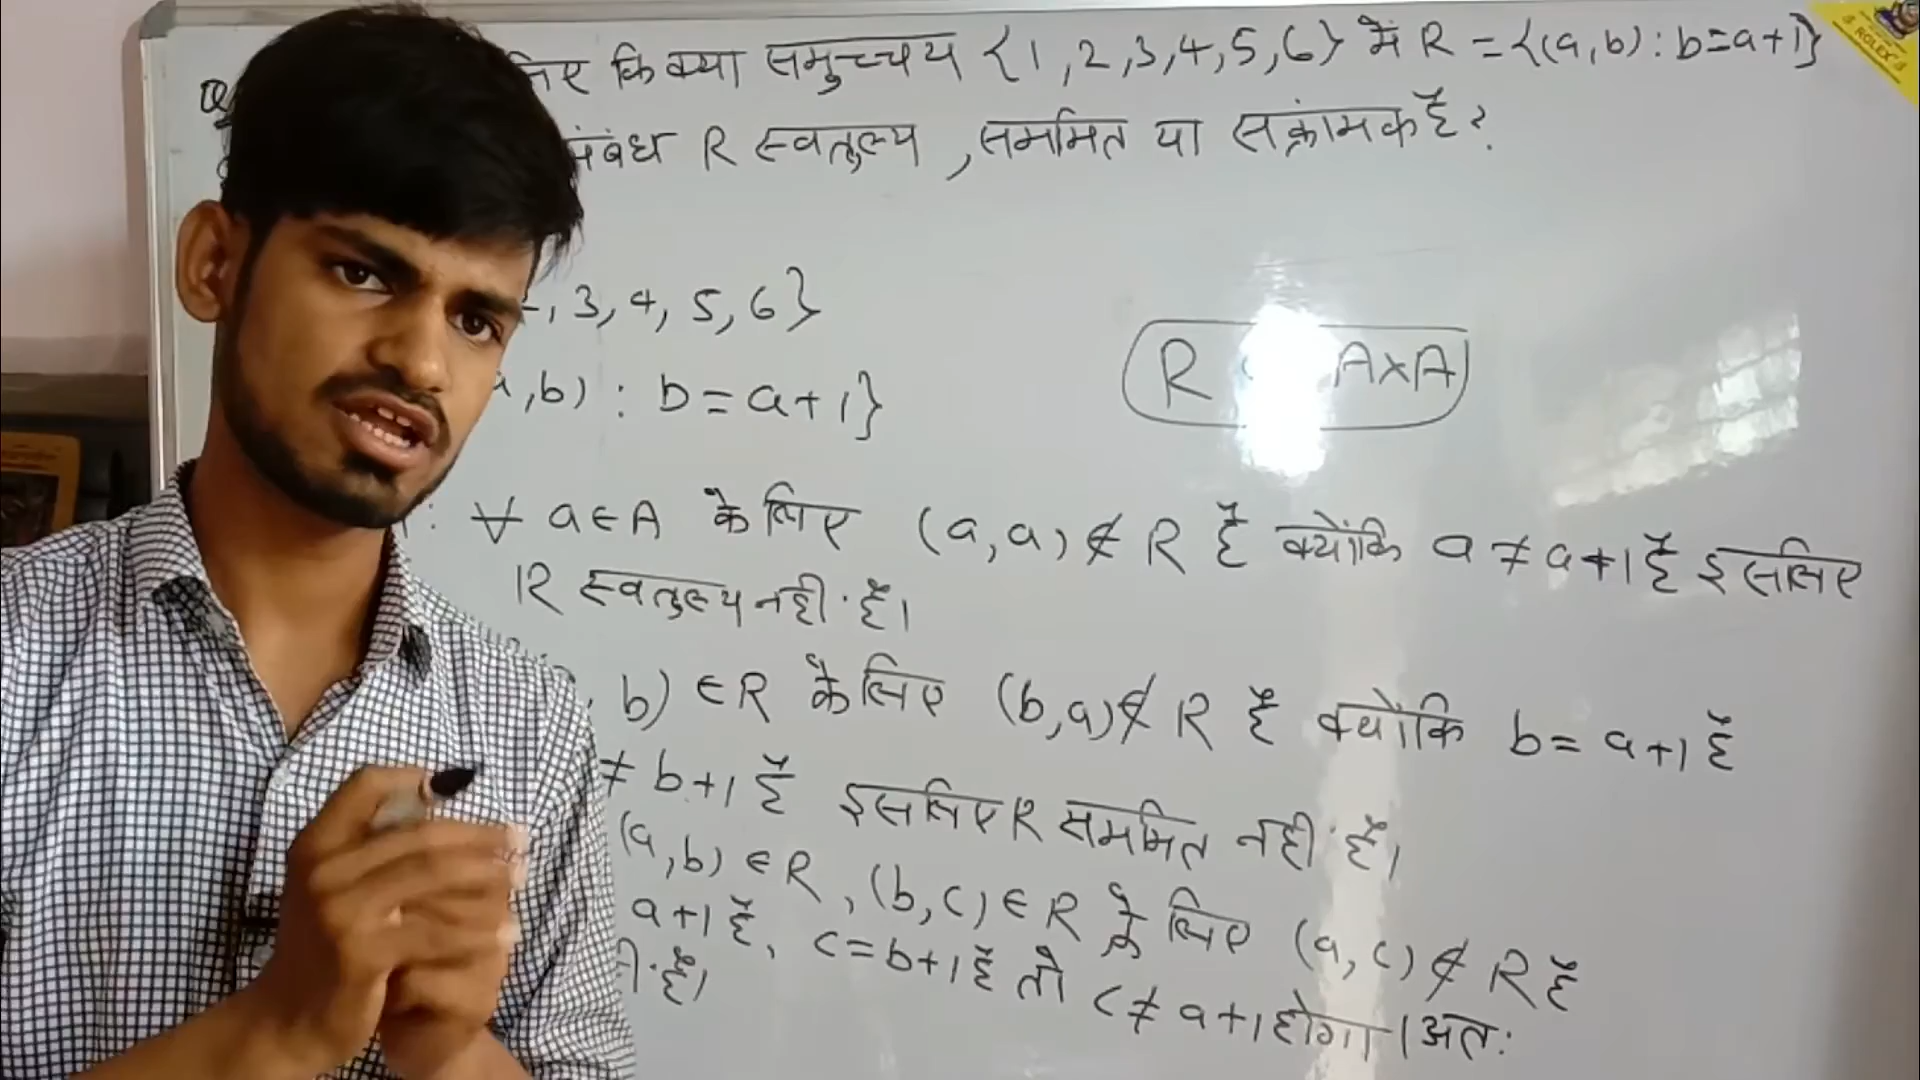 Q
कि क्या समुच्चय {1,2,3,4,5,6} में R = {(a,b) : b=a+1}
R स्वतुल्य, सममित या संक्रामक है?
, 3, 4, 5, 6}
,b) : b = a+1}
R A×A
: ∀ a∈A के लिए (a,a) ∉ R है क्योंकि a ≠ a+1 है इसलिए
R स्वतुल्य नहीं है।
b) ∈R के लिए (b,a) ∉ R है क्योंकि b = a+1 है
≠ b+1 है इसलिए R सममित नहीं है।
(a,b) ∈ R, (b,c) ∈ R के लिए (a,c) ∉ R है
a+1 है, c=b+1 है तो c ≠ a+1 होगा। अतः
है।
ROLEX